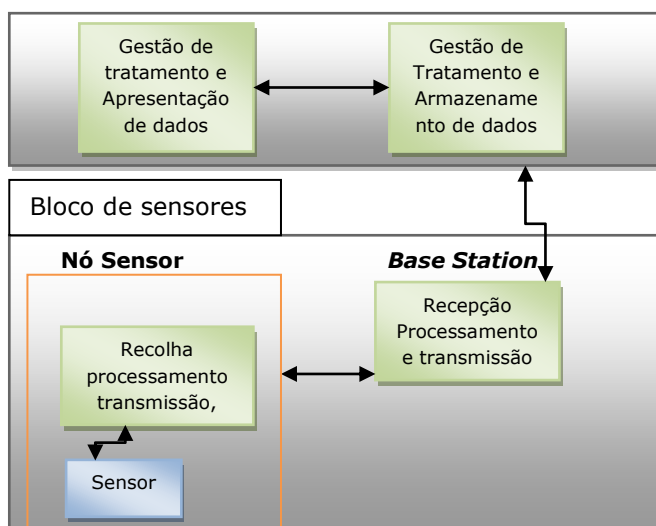 Gestão de
tratamento e
Apresentação
de dados
Gestão de
Tratamento e
Armazename
nto de dados
Bloco de sensores
Nó Sensor
Base Station
Recolha
processamento
transmissão,
Recepção
Processamento
e transmissão
Sensor